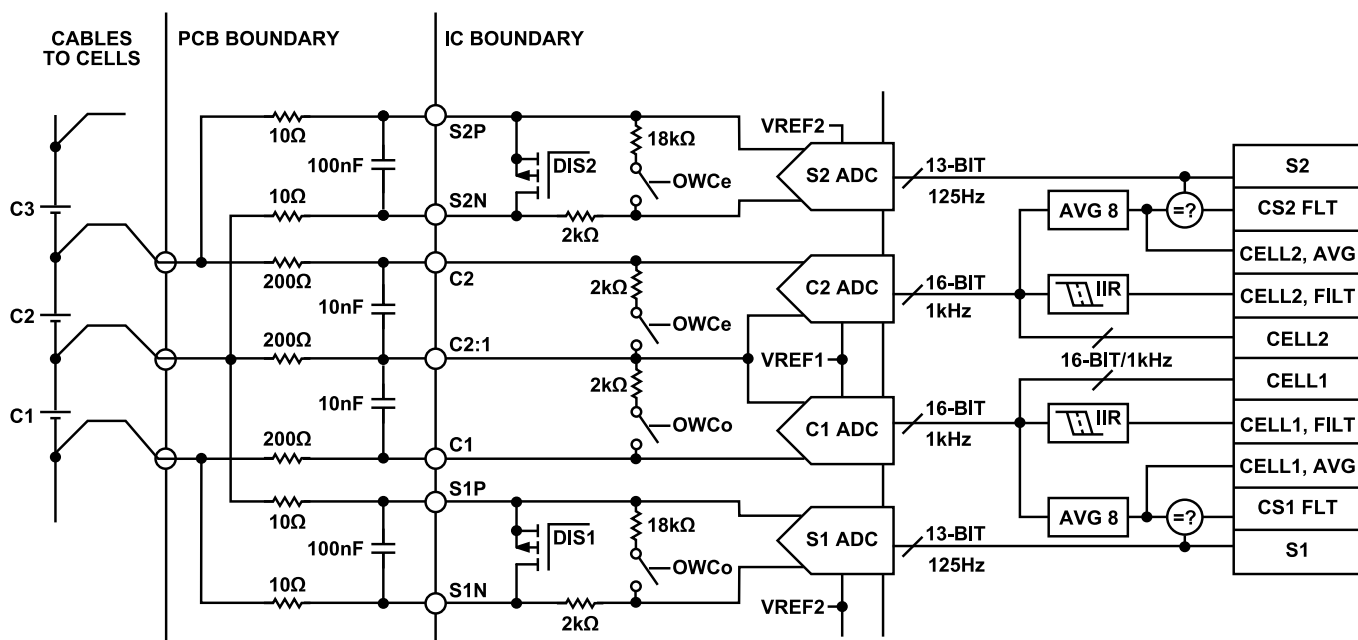 CABLES
TO CELLS
PCB BOUNDARY
IC BOUNDARY
C3
C2
C1
10Ω
100nF
10Ω
200Ω
10nF
200Ω
10nF
200Ω
10Ω
100nF
10Ω
S2P
DIS2
18kΩ
OWCe
S2N
2kΩ
C2
2kΩ
OWCe
C2:1
2kΩ
OWCo
C1
S1P
DIS1
18kΩ
OWCo
S1N
2kΩ
VREF2
S2 ADC
C2 ADC
VREF1
C1 ADC
S1 ADC
VREF2
13-BIT
125Hz
16-BIT
1kHz
16-BIT
1kHz
13-BIT
125Hz
AVG 8
=?
IIR
16-BIT/1kHz
IIR
AVG 8
=?
S2
CS2 FLT
CELL2, AVG
CELL2, FILT
CELL2
CELL1
CELL1, FILT
CELL1, AVG
CS1 FLT
S1